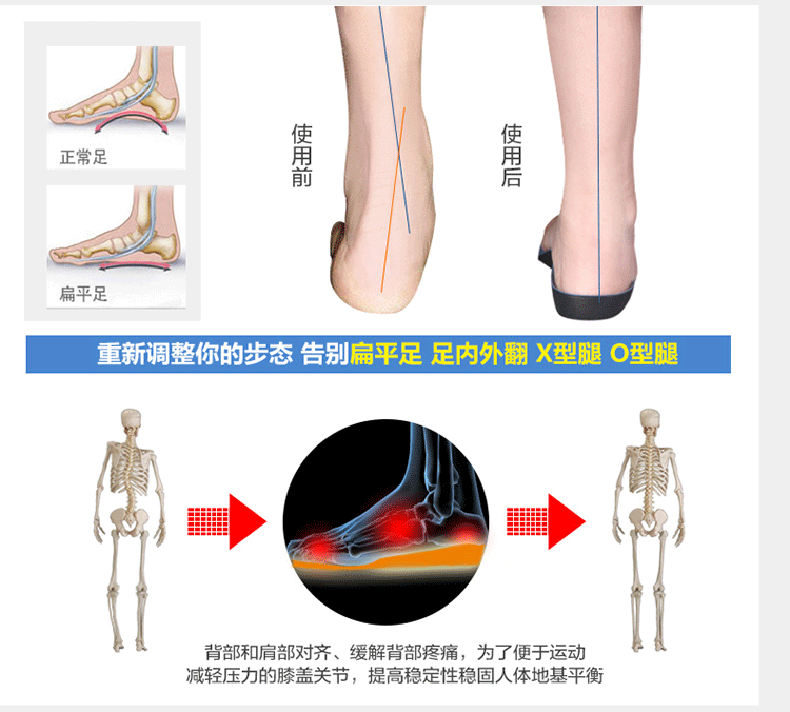 正常足
扁平足
使用前
使用后
重新调整你的步态 告别扁平足 足内外翻 X型腿 O型腿
背部和肩部对齐、缓解背部疼痛，为了便于运动
减轻压力的膝盖关节，提高稳定性稳固人体地基平衡